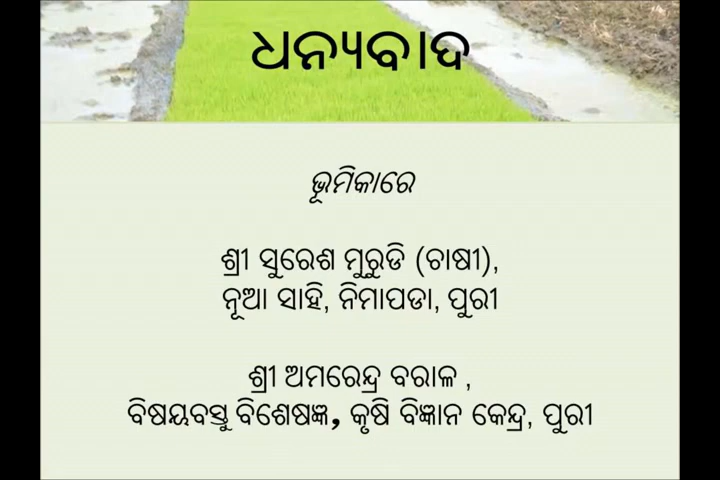 ଧନ୍ୟବାଦ
ଭୂମିକାରେ
ଶ୍ରୀ ସୁରେଶ ମୁରୁଡି (ଚାଷୀ),
ନୂଆ ସାହି, ନିମାପଡା, ପୁରୀ
ଶ୍ରୀ ଅମରେନ୍ଦ୍ର ବରାଳ ,
ବିଷୟବସ୍ତୁ ବିଶେଷଜ୍ଞ, କୃଷି ବିଜ୍ଞାନ କେନ୍ଦ୍ର, ପୁରୀ